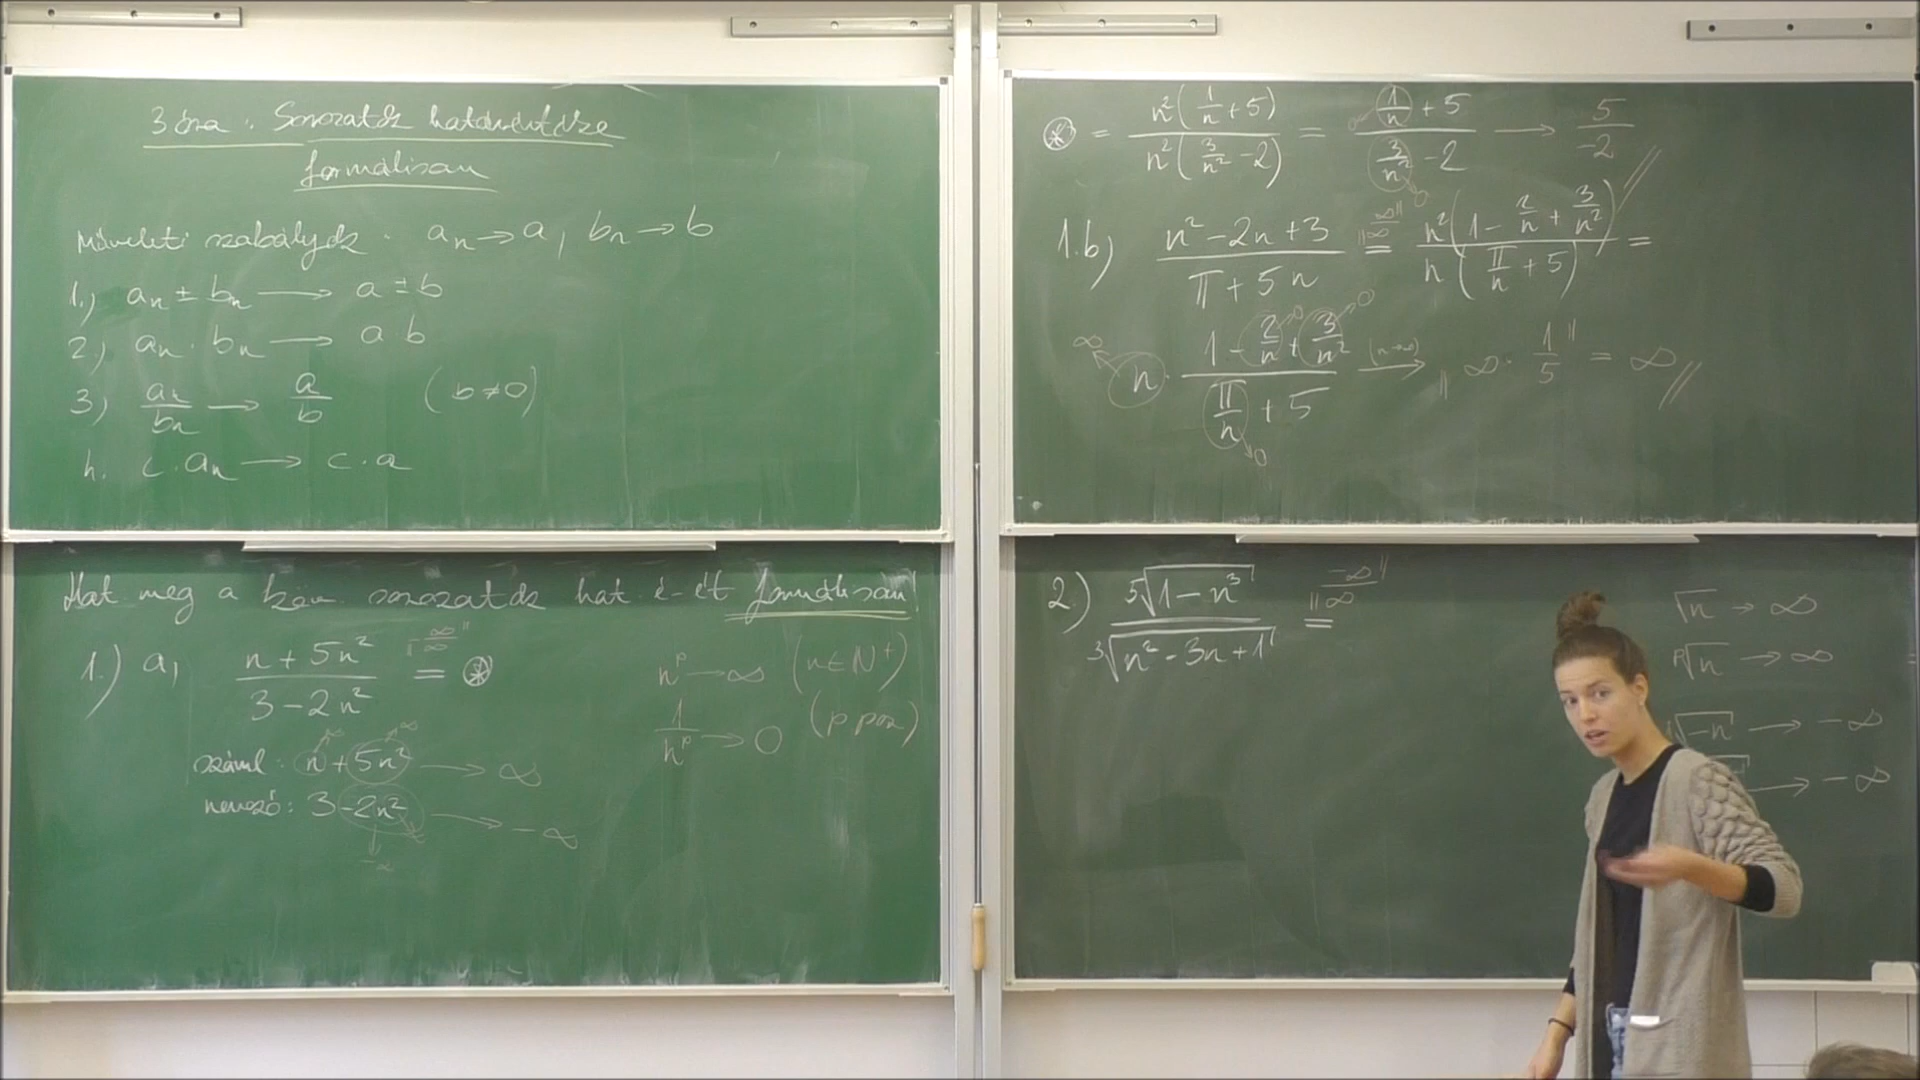 3 óra : Sorozatok határértéke
formálisan
Műveleti szabályok : aₙ → a, bₙ → b
1.) aₙ ± bₙ → a ± b
2.) aₙ · bₙ → a b
3) aₙ/bₙ → a/b (b ≠ 0)
4. c · aₙ → c · a
Hat meg a köv. sorozatok hat. é-ét formálisan!
1.) a, (n + 5n²)/(3 - 2n²) "∞/∞" = ⊛
száml : n + 5n² → ∞
nevező : 3 - 2n² → -∞
-∞
nᵖ → ∞ (n ∈ N⁺)
1/nᵖ → 0 (p poz)
⊛ = n²(1/n + 5)/n²(3/n² - 2) = (1/n + 5)/(3/n² - 2) → 5/-2
1.b) (n² - 2n + 3)/(π + 5n) "∞/∞" = n²(1 - 2/n + 3/n²)/n(π/n + 5) =
n · (1 - 2/n + 3/n²)/(π/n + 5) (n→∞) → "∞ · 1/5" = ∞
2.) ⁵√(1 - n³) / ³√(n² - 3n + 1) = "-∞/∞"
√n → ∞
ᵖ√n → ∞
√-n → -∞
→ -∞